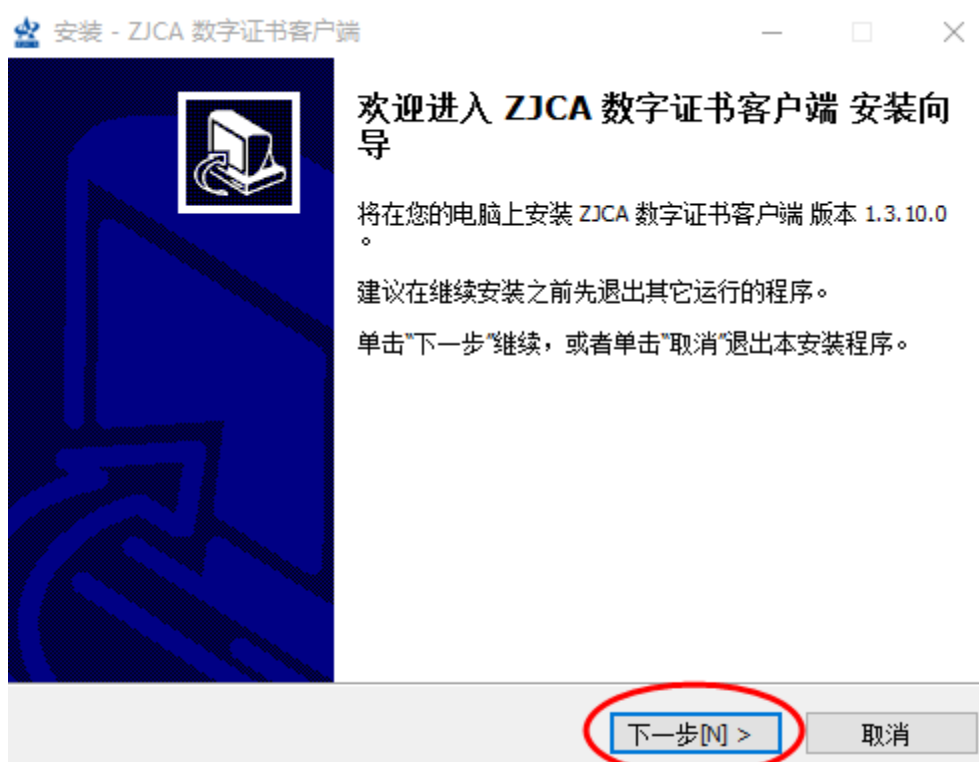 安装 - ZJCA 数字证书客户端
欢迎进入 ZJCA 数字证书客户端 安装向
导
将在您的电脑上安装 ZJCA 数字证书客户端 版本 1.3.10.0
。
建议在继续安装之前先退出其它运行的程序。
单击“下一步”继续，或者单击“取消”退出本安装程序。
下一步[N] >
取消